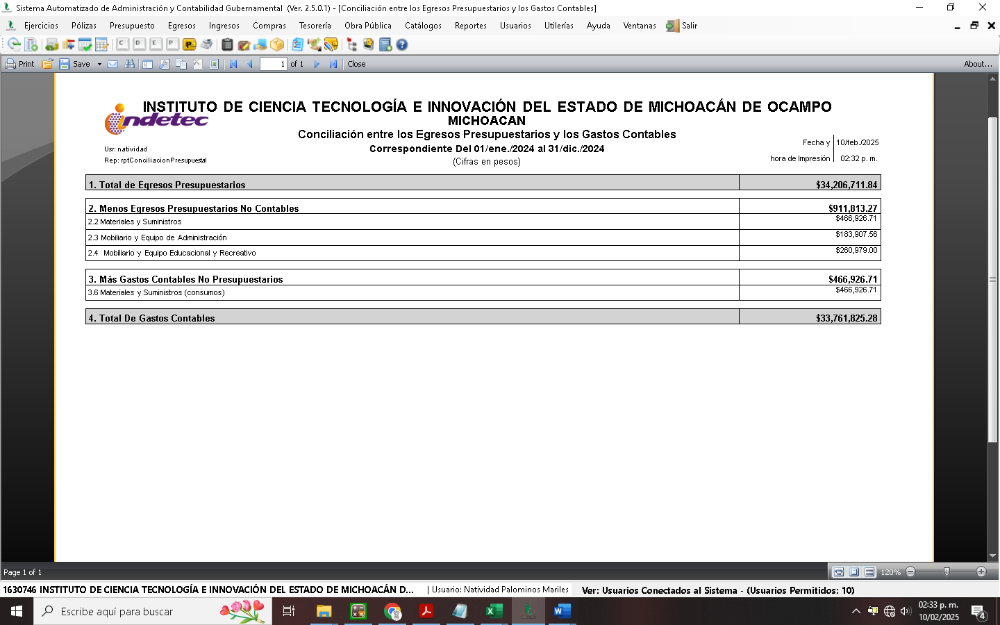 Sistema Automatizado de Administración y Contabilidad Gubernamental (Ver. 2.5.0.1) - [Conciliación entre los Egresos Presupuestarios y los Gastos Contables]
Ejercicios Pólizas Presupuesto Egresos Ingresos Compras Tesorería Obra Pública Catálogos Reportes Usuarios Utilerías Ayuda Ventanas Salir
C D E P P
Print Save 1 of 1 Close About...
INSTITUTO DE CIENCIA TECNOLOGÍA E INNOVACIÓN DEL ESTADO DE MICHOACÁN DE OCAMPO
indetec
MICHOACAN
Conciliación entre los Egresos Presupuestarios y los Gastos Contables
Usr: natividad
Correspondiente Del 01/ene./2024 al 31/dic./2024
Fecha y 10/feb./2025
Rep: rptConciliacionPresupuestal
(Cifras en pesos)
hora de Impresión 02:32 p. m.
1. Total de Egresos Presupuestarios $34,206,711.84
2. Menos Egresos Presupuestarios No Contables $911,813.27
2.2 Materiales y Suministros $466,926.71
2.3 Mobiliario y Equipo de Administración $183,907.56
2.4 Mobiliario y Equipo Educacional y Recreativo $260,979.00
3. Más Gastos Contables No Presupuestarios $466,926.71
3.6 Materiales y Suministros (consumos) $466,926.71
4. Total De Gastos Contables $33,761,825.28
Page 1 of 1 120%
1630746 INSTITUTO DE CIENCIA TECNOLOGÍA E INNOVACIÓN DEL ESTADO DE MICHOACÁN D... | Usuario: Natividad Palominos Mariles Ver: Usuarios Conectados al Sistema - (Usuarios Permitidos: 10)
Escribe aquí para buscar
02:33 p. m.
10/02/2025
4